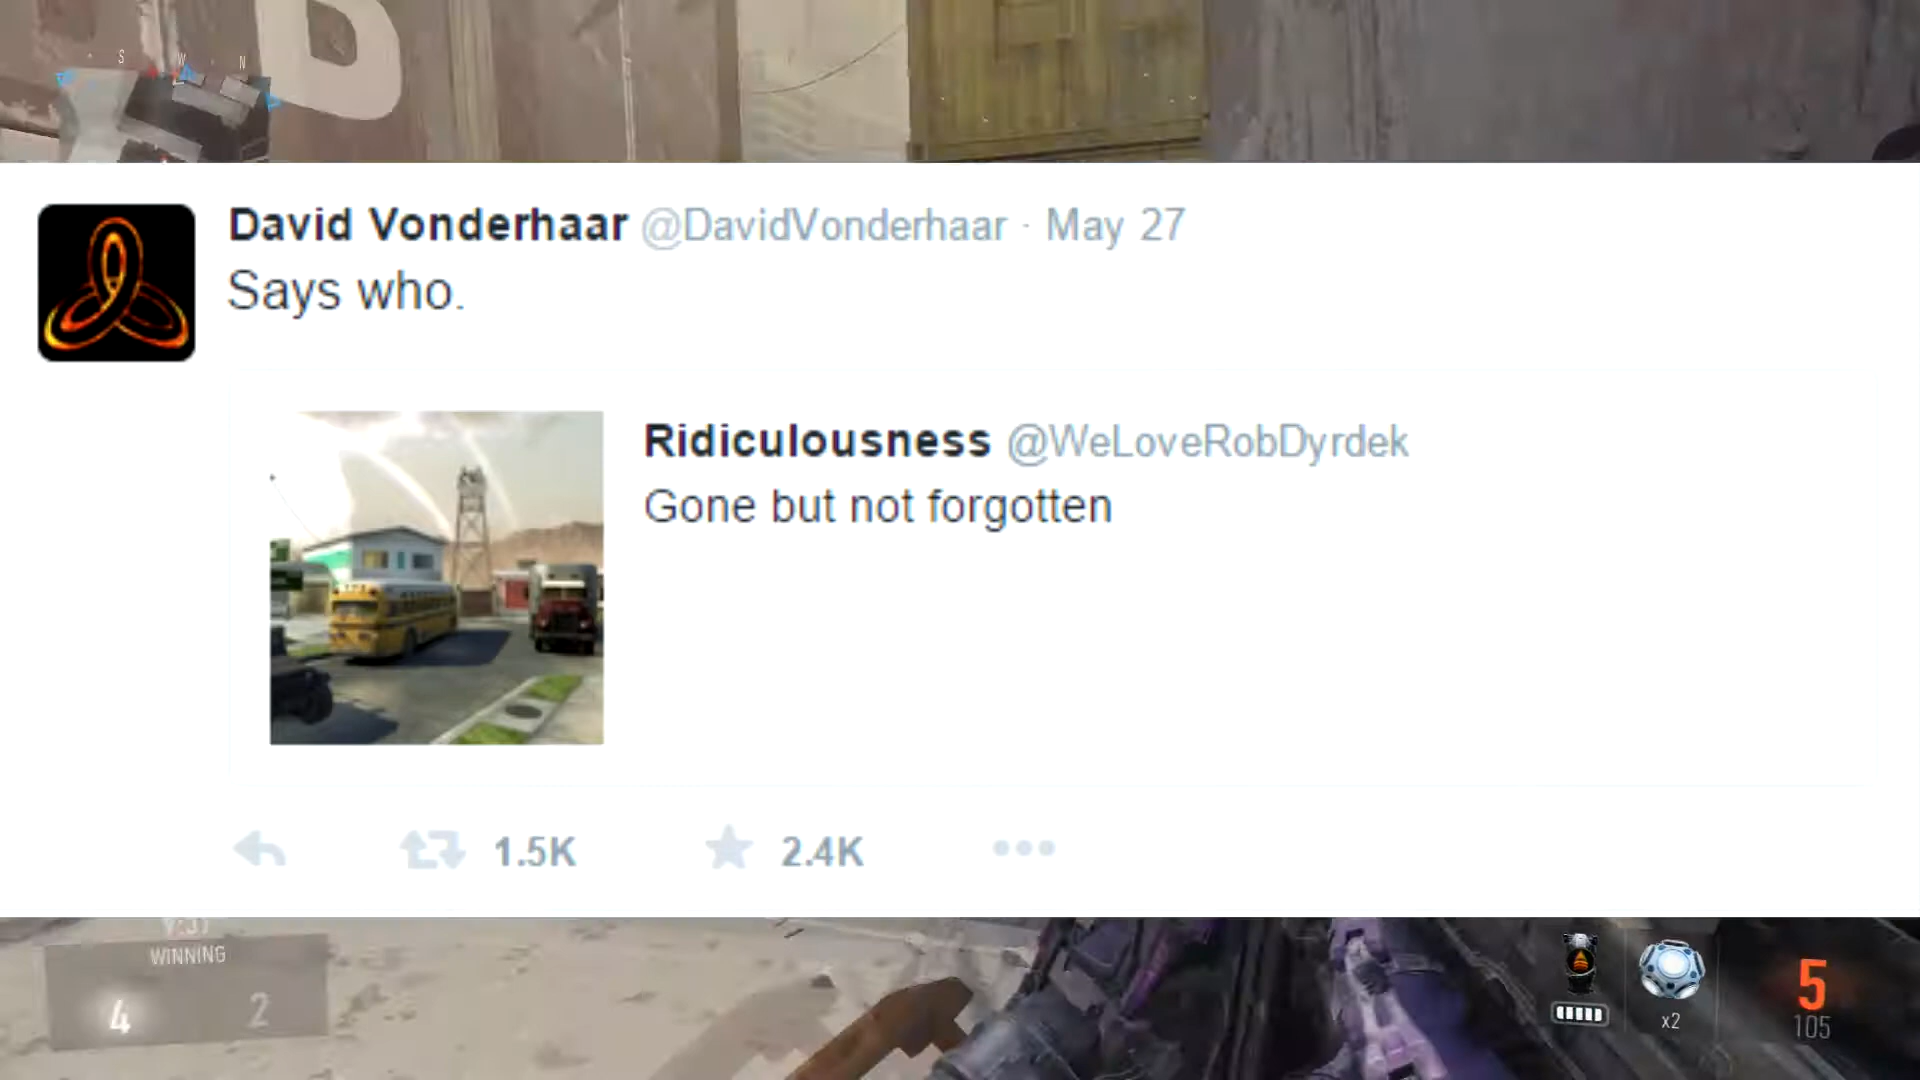 S W N
David Vonderhaar @DavidVonderhaar · May 27
Says who.
Ridiculousness @WeLoveRobDyrdek
Gone but not forgotten
1.5K 2.4K
WINNING
4 2
x2
5
105